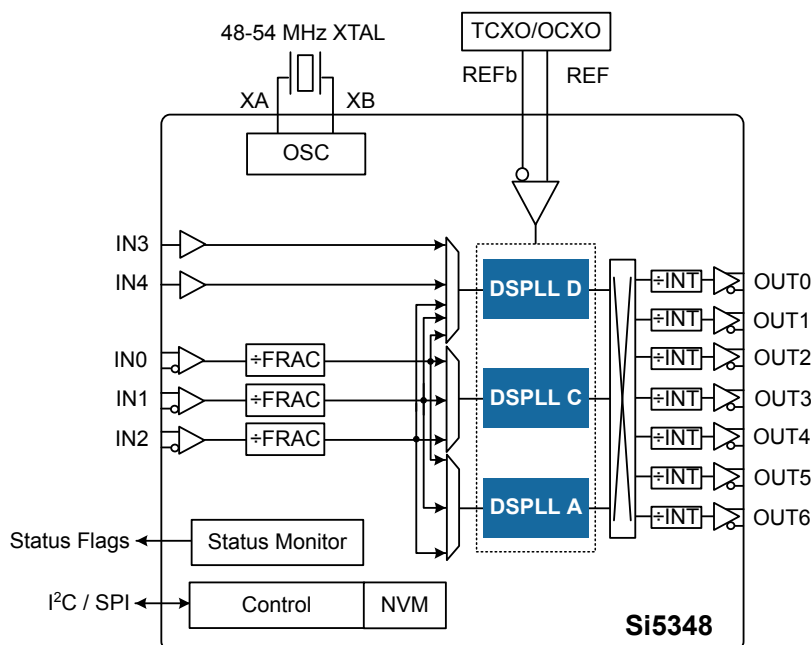 48-54 MHz XTAL
TCXO/OCXO
REFb
REF
XA
XB
OSC
IN3
IN4
DSPLL D
÷INT
OUT0
÷INT
OUT1
IN0
÷FRAC
÷INT
OUT2
IN1
÷FRAC
DSPLL C
÷INT
OUT3
IN2
÷FRAC
÷INT
OUT4
÷INT
OUT5
DSPLL A
÷INT
OUT6
Status Flags
Status Monitor
I²C / SPI
Control
NVM
Si5348